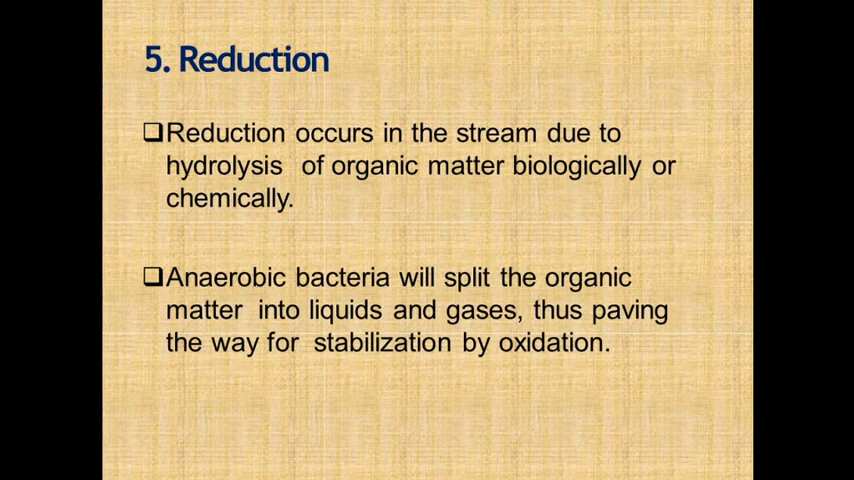 5. Reduction
❑Reduction occurs in the stream due to
hydrolysis of organic matter biologically or
chemically.
❑Anaerobic bacteria will split the organic
matter into liquids and gases, thus paving
the way for stabilization by oxidation.